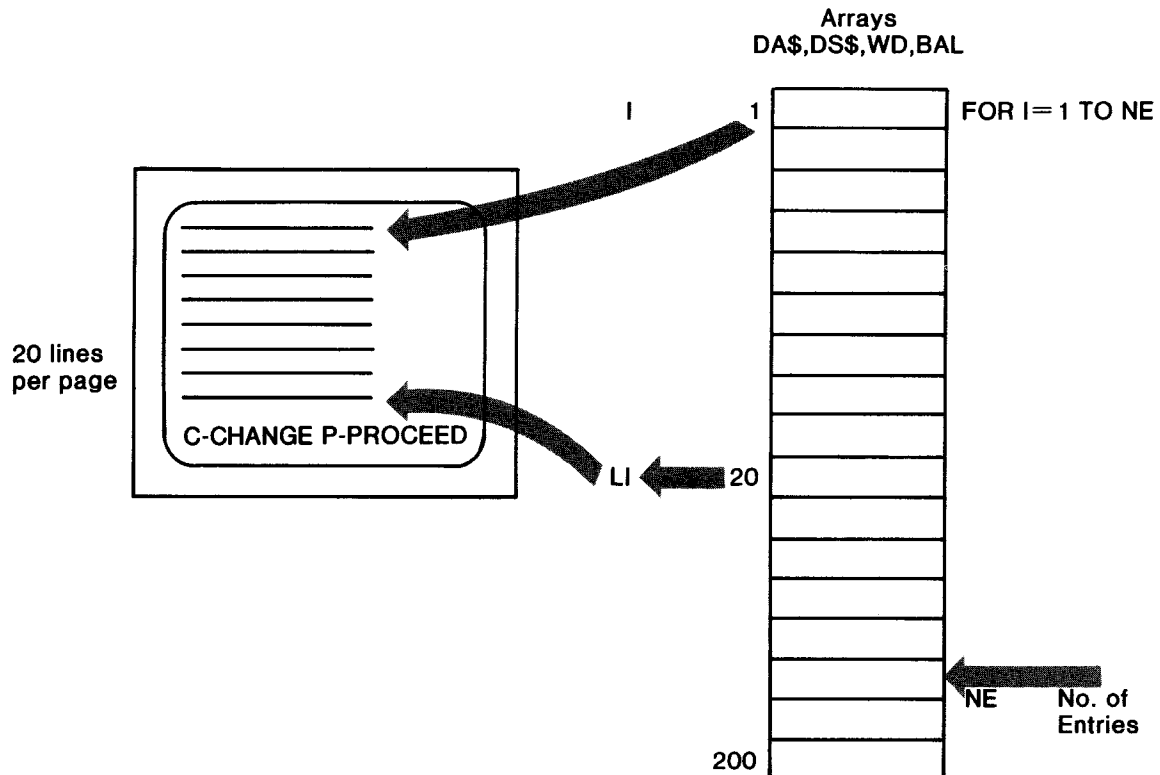 Arrays
DA$,DS$,WD,BAL
I
1
FOR I=1 TO NE
20 lines
per page
C-CHANGE P-PROCEED
LI
20
NE
No. of
Entries
200